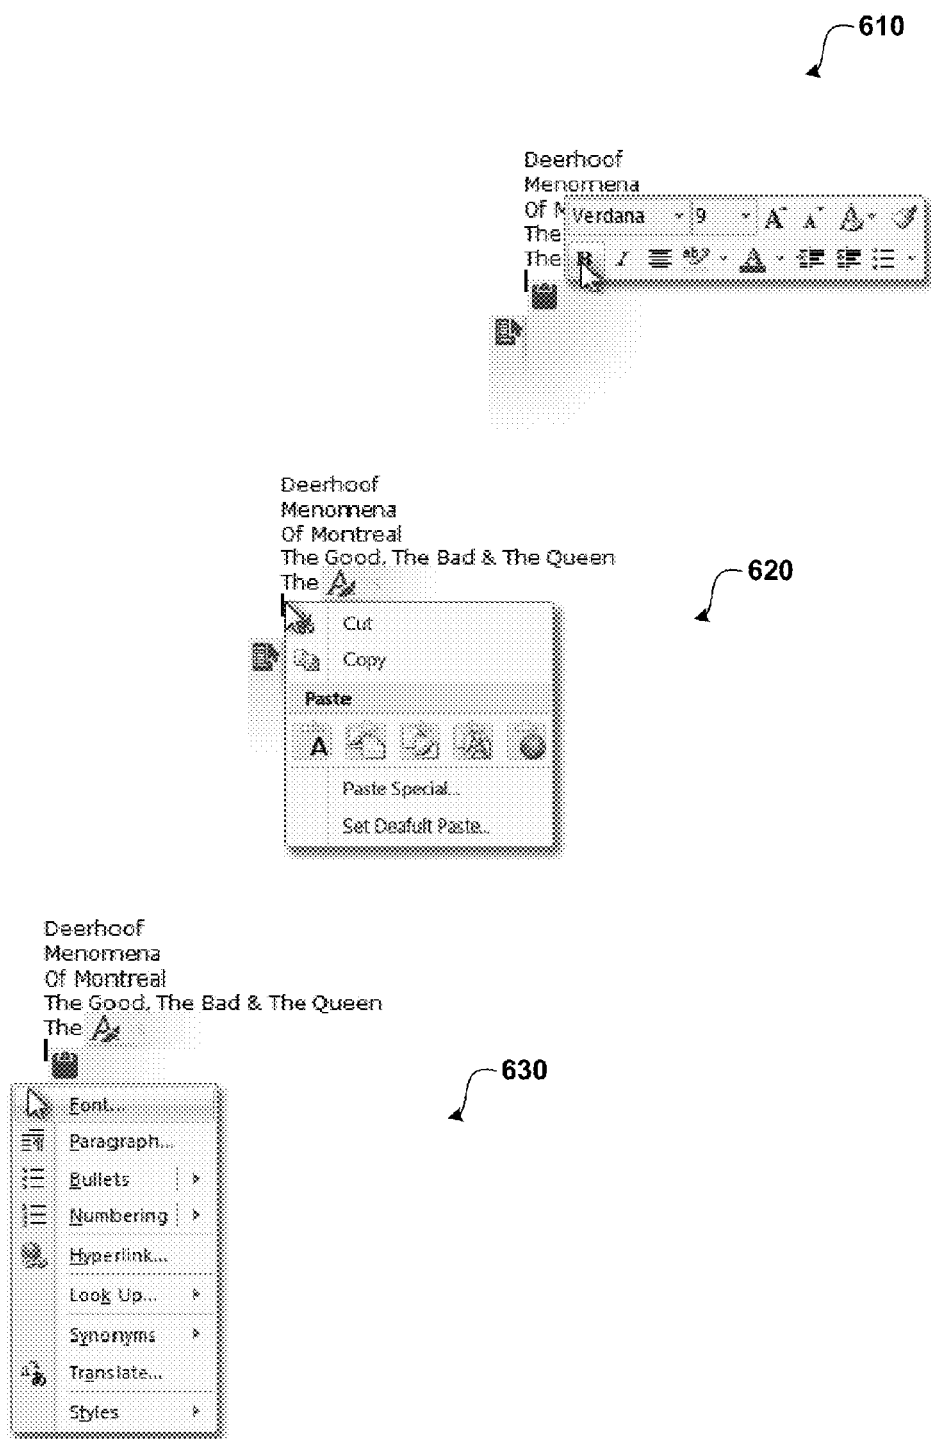 610
Deerhoof
Menomena
Of M
Verdana 9 A A A
The
The B I ab A
Deerhoof
Menomena
Of Montreal
The Good, The Bad & The Queen
The A
620
Cut
Copy
Paste
A
Paste Special...
Set Deafult Paste...
Deerhoof
Menomena
Of Montreal
The Good, The Bad & The Queen
The A
630
Font...
Paragraph...
Bullets
Numbering
Hyperlink...
Look Up...
Synonyms
Translate...
Styles